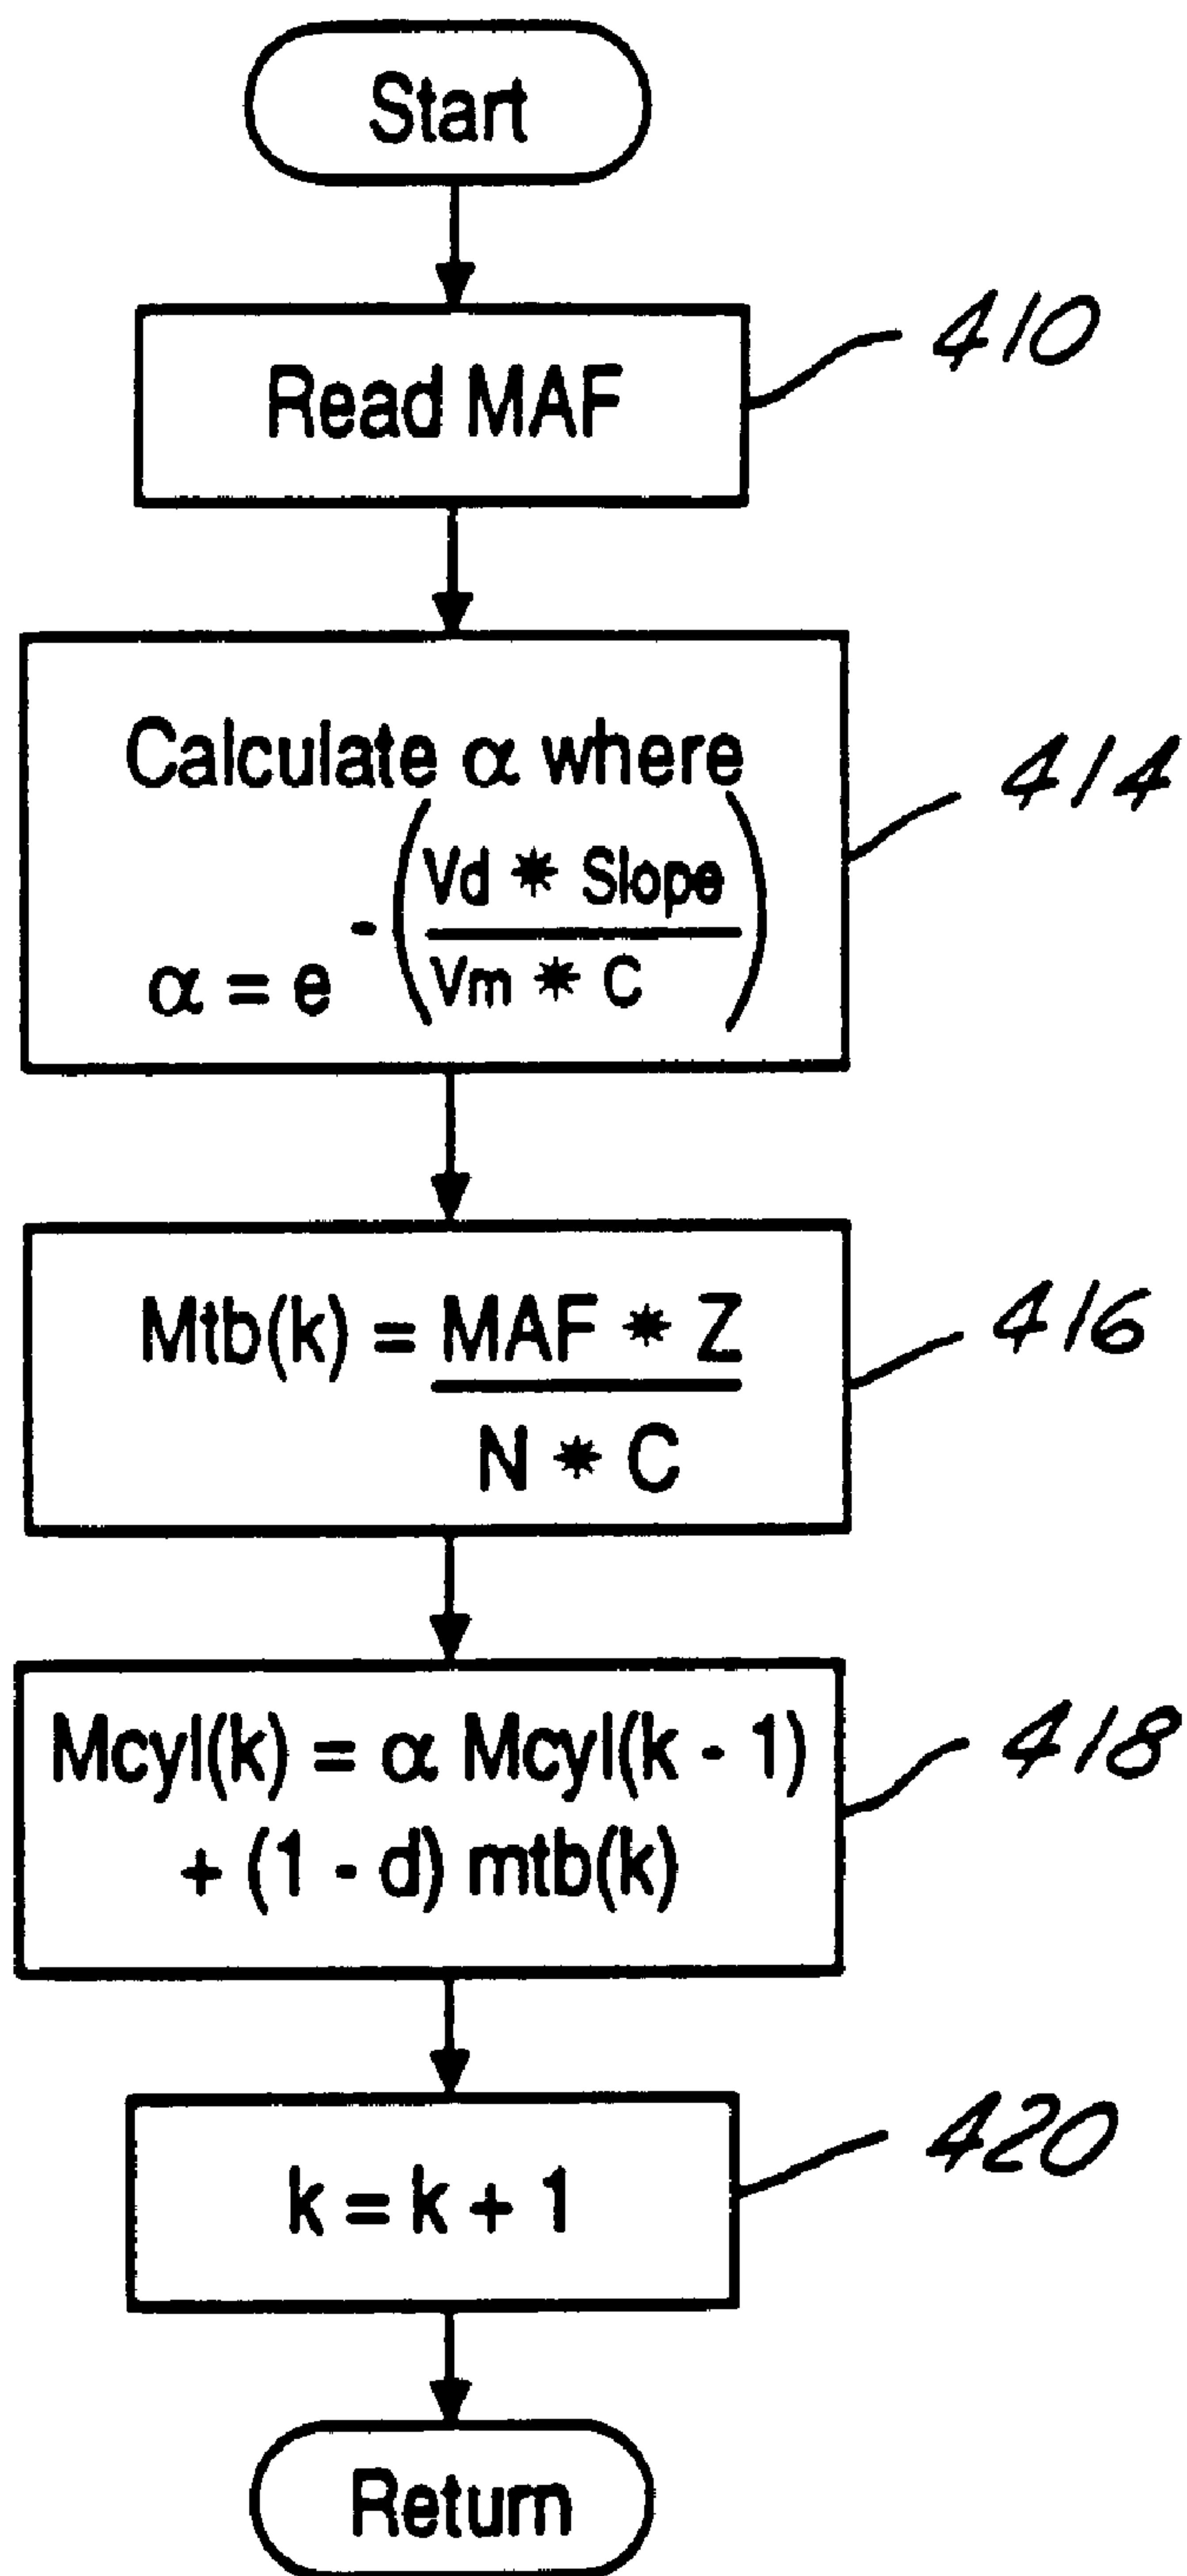 Start
Read MAF
410
Calculate α where
α = e - (Vd * Slope / Vm * C)
414
Mtb(k) = MAF * Z
N * C
416
Mcyl(k) = α Mcyl(k - 1)
+ (1 - d) mtb(k)
418
k = k + 1
420
Return